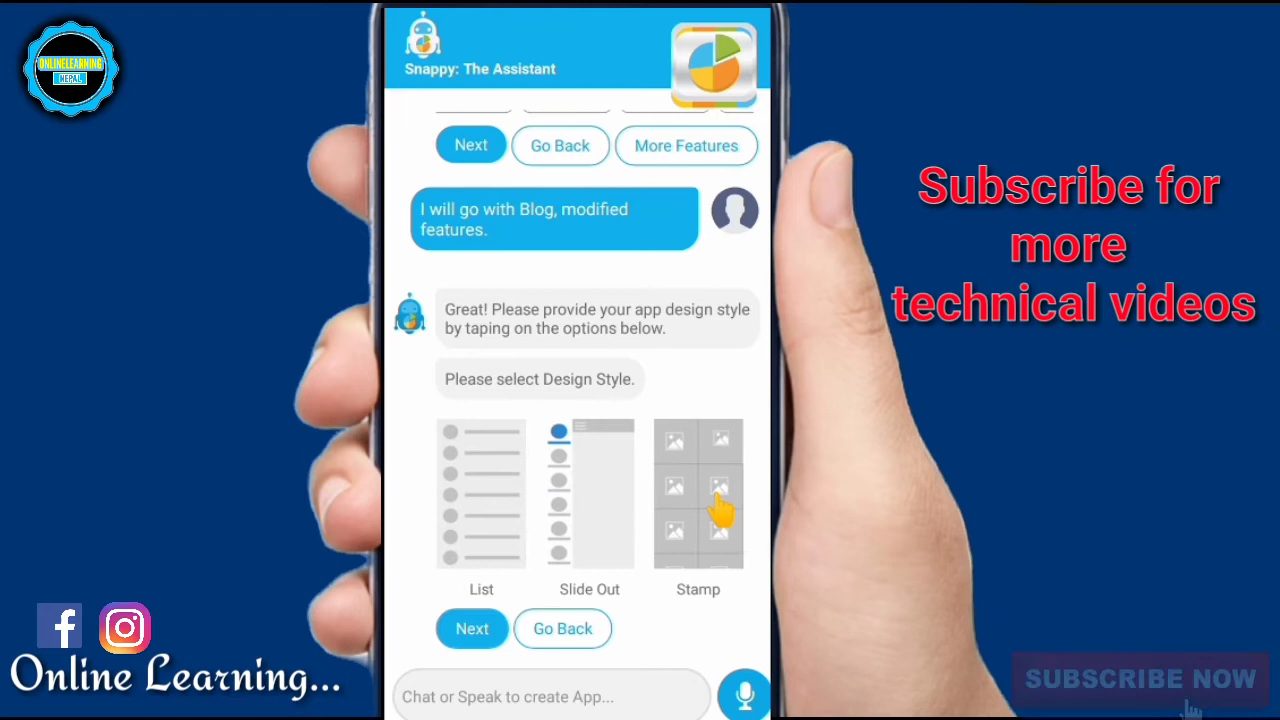 ONLINELEARNING
NEPAL
Snappy: The Assistant
Next
Go Back
More Features
I will go with Blog, modified
features.
Great! Please provide your app design style
by taping on the options below.
Please select Design Style.
List
Slide Out
Stamp
Next
Go Back
Chat or Speak to create App...
Subscribe for
more
technical videos
f
Online Learning...
SUBSCRIBE NOW